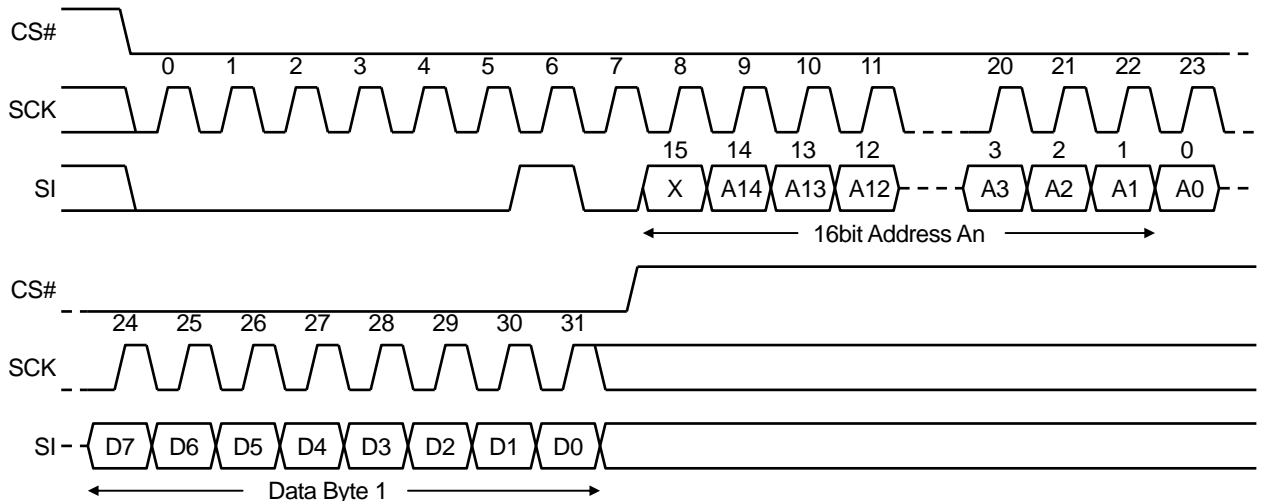 CS#
0 1 2 3 4 5 6 7 8 9 10 11 20 21 22 23
SCK
15 14 13 12 3 2 1 0
SI X A14 A13 A12 A3 A2 A1 A0
16bit Address An
CS#
24 25 26 27 28 29 30 31
SCK
SI D7 D6 D5 D4 D3 D2 D1 D0
Data Byte 1